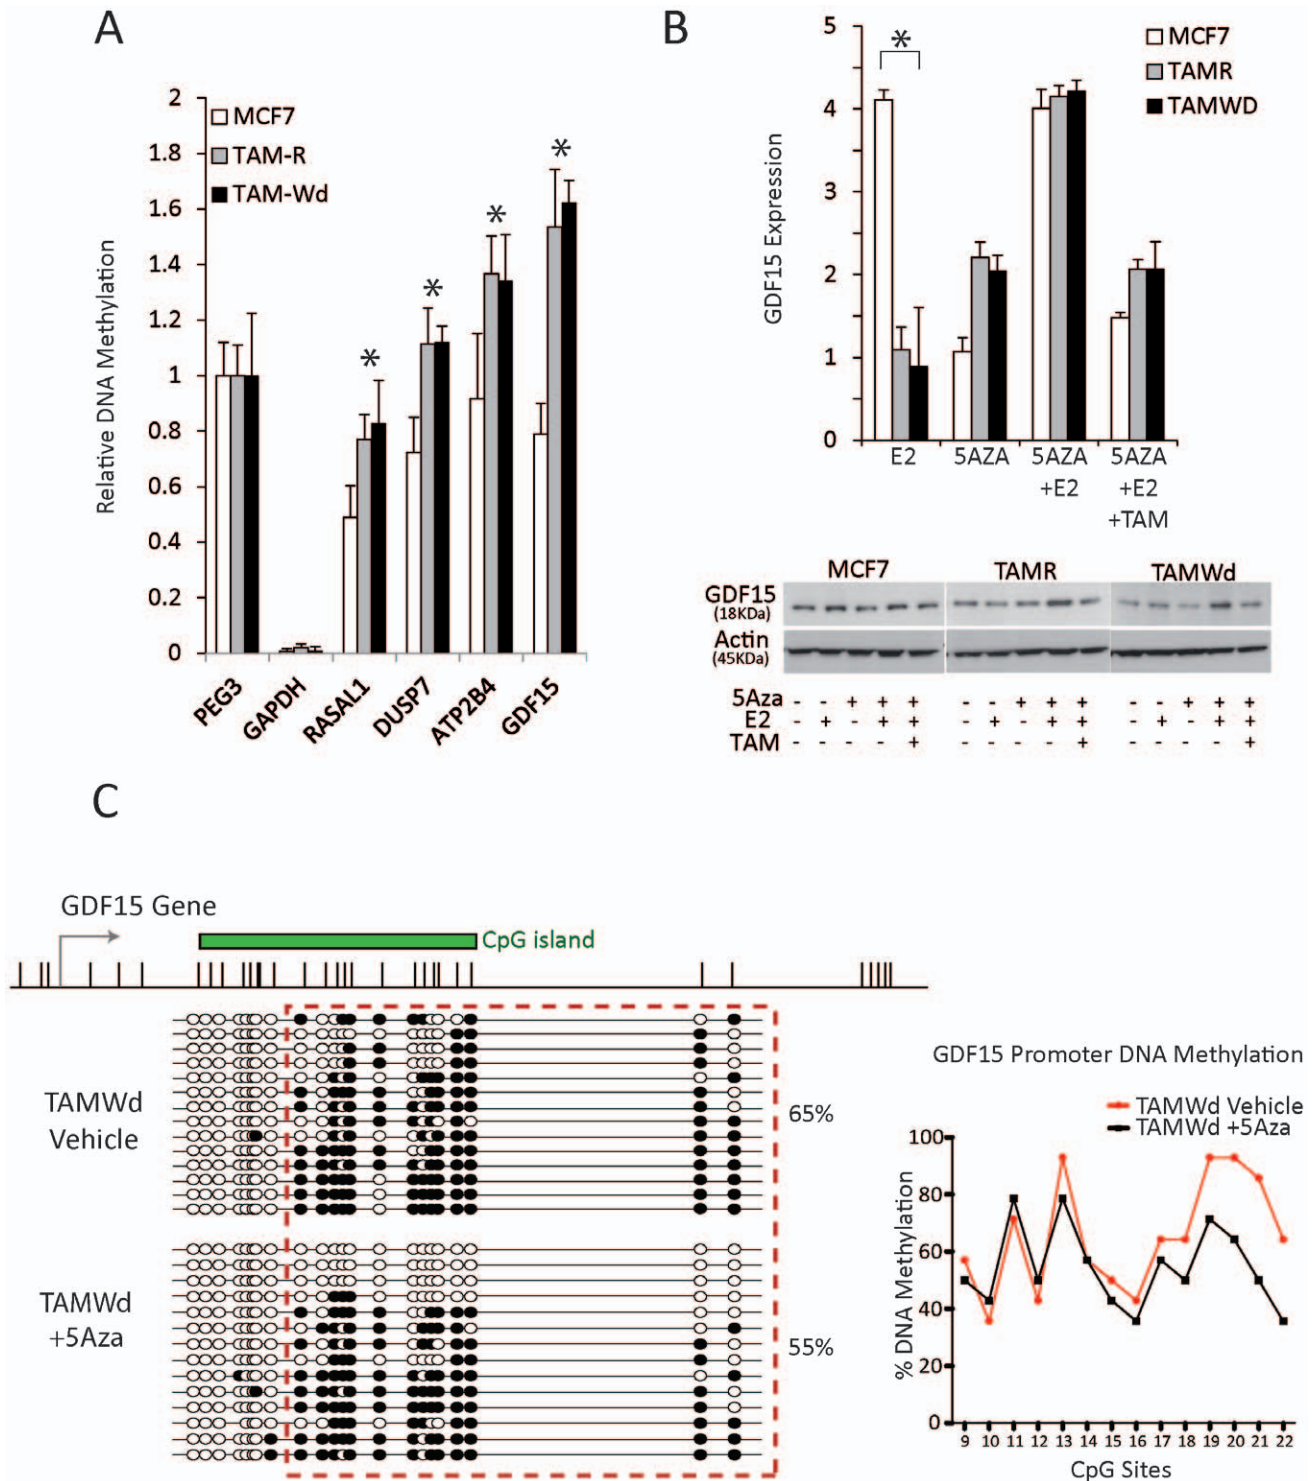 A
2
1.8
1.6
1.4
1.2
1
0.8
0.6
0.4
0.2
0
Relative DNA Methylation
MCF7
TAM-R
TAM-Wd
*
*
*
*
PEG3
GAPDH
RASAL1
DUSP7
ATP2B4
GDF15
B
5
4
3
2
1
0
GDF15 Expression
*
MCF7
TAMR
TAMWD
E2
5AZA
5AZA
+E2
5AZA
+E2
+TAM
MCF7 TAMR TAMWd
GDF15
(18KDa)
Actin
(45KDa)
5Aza - - + + + - - + + + - - + + +
E2 - + - + + - + - + + - + - + +
TAM - - - - + - - - - + - - - - +
C
GDF15 Gene
CpG island
TAMWd
Vehicle
65%
TAMWd
+5Aza
55%
GDF15 Promoter DNA Methylation
TAMWd Vehicle
TAMWd +5Aza
100
80
60
40
20
0
% DNA Methylation
9 10 11 12 13 14 15 16 17 18 19 20 21 22
CpG Sites